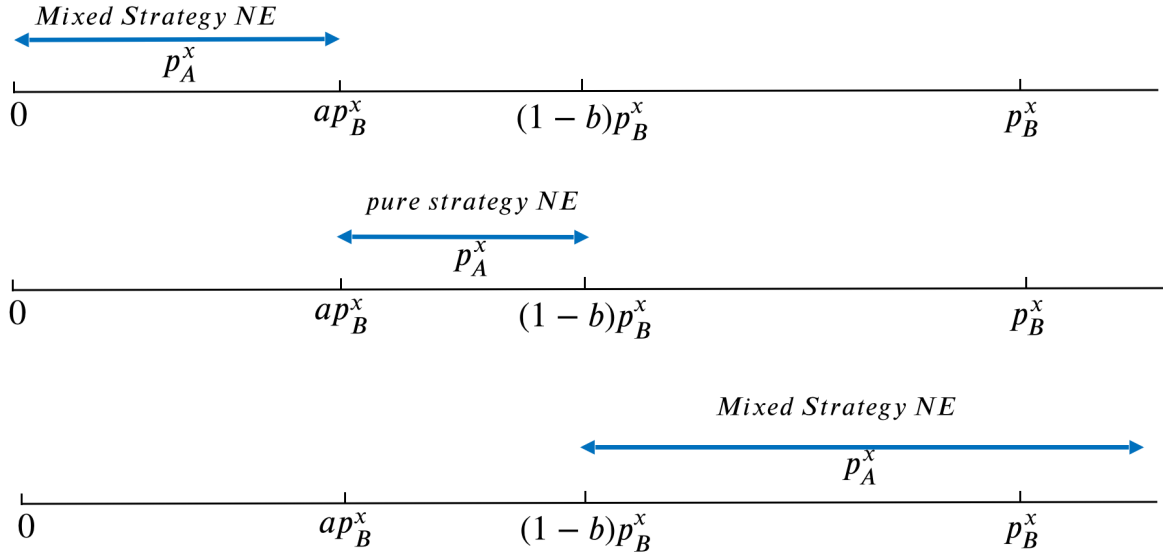 Mixed Strategy NE
p_A^x
0 ap_B^x (1 − b)p_B^x p_B^x
pure strategy NE
p_A^x
0 ap_B^x (1 − b)p_B^x p_B^x
Mixed Strategy NE
p_A^x
0 ap_B^x (1 − b)p_B^x p_B^x